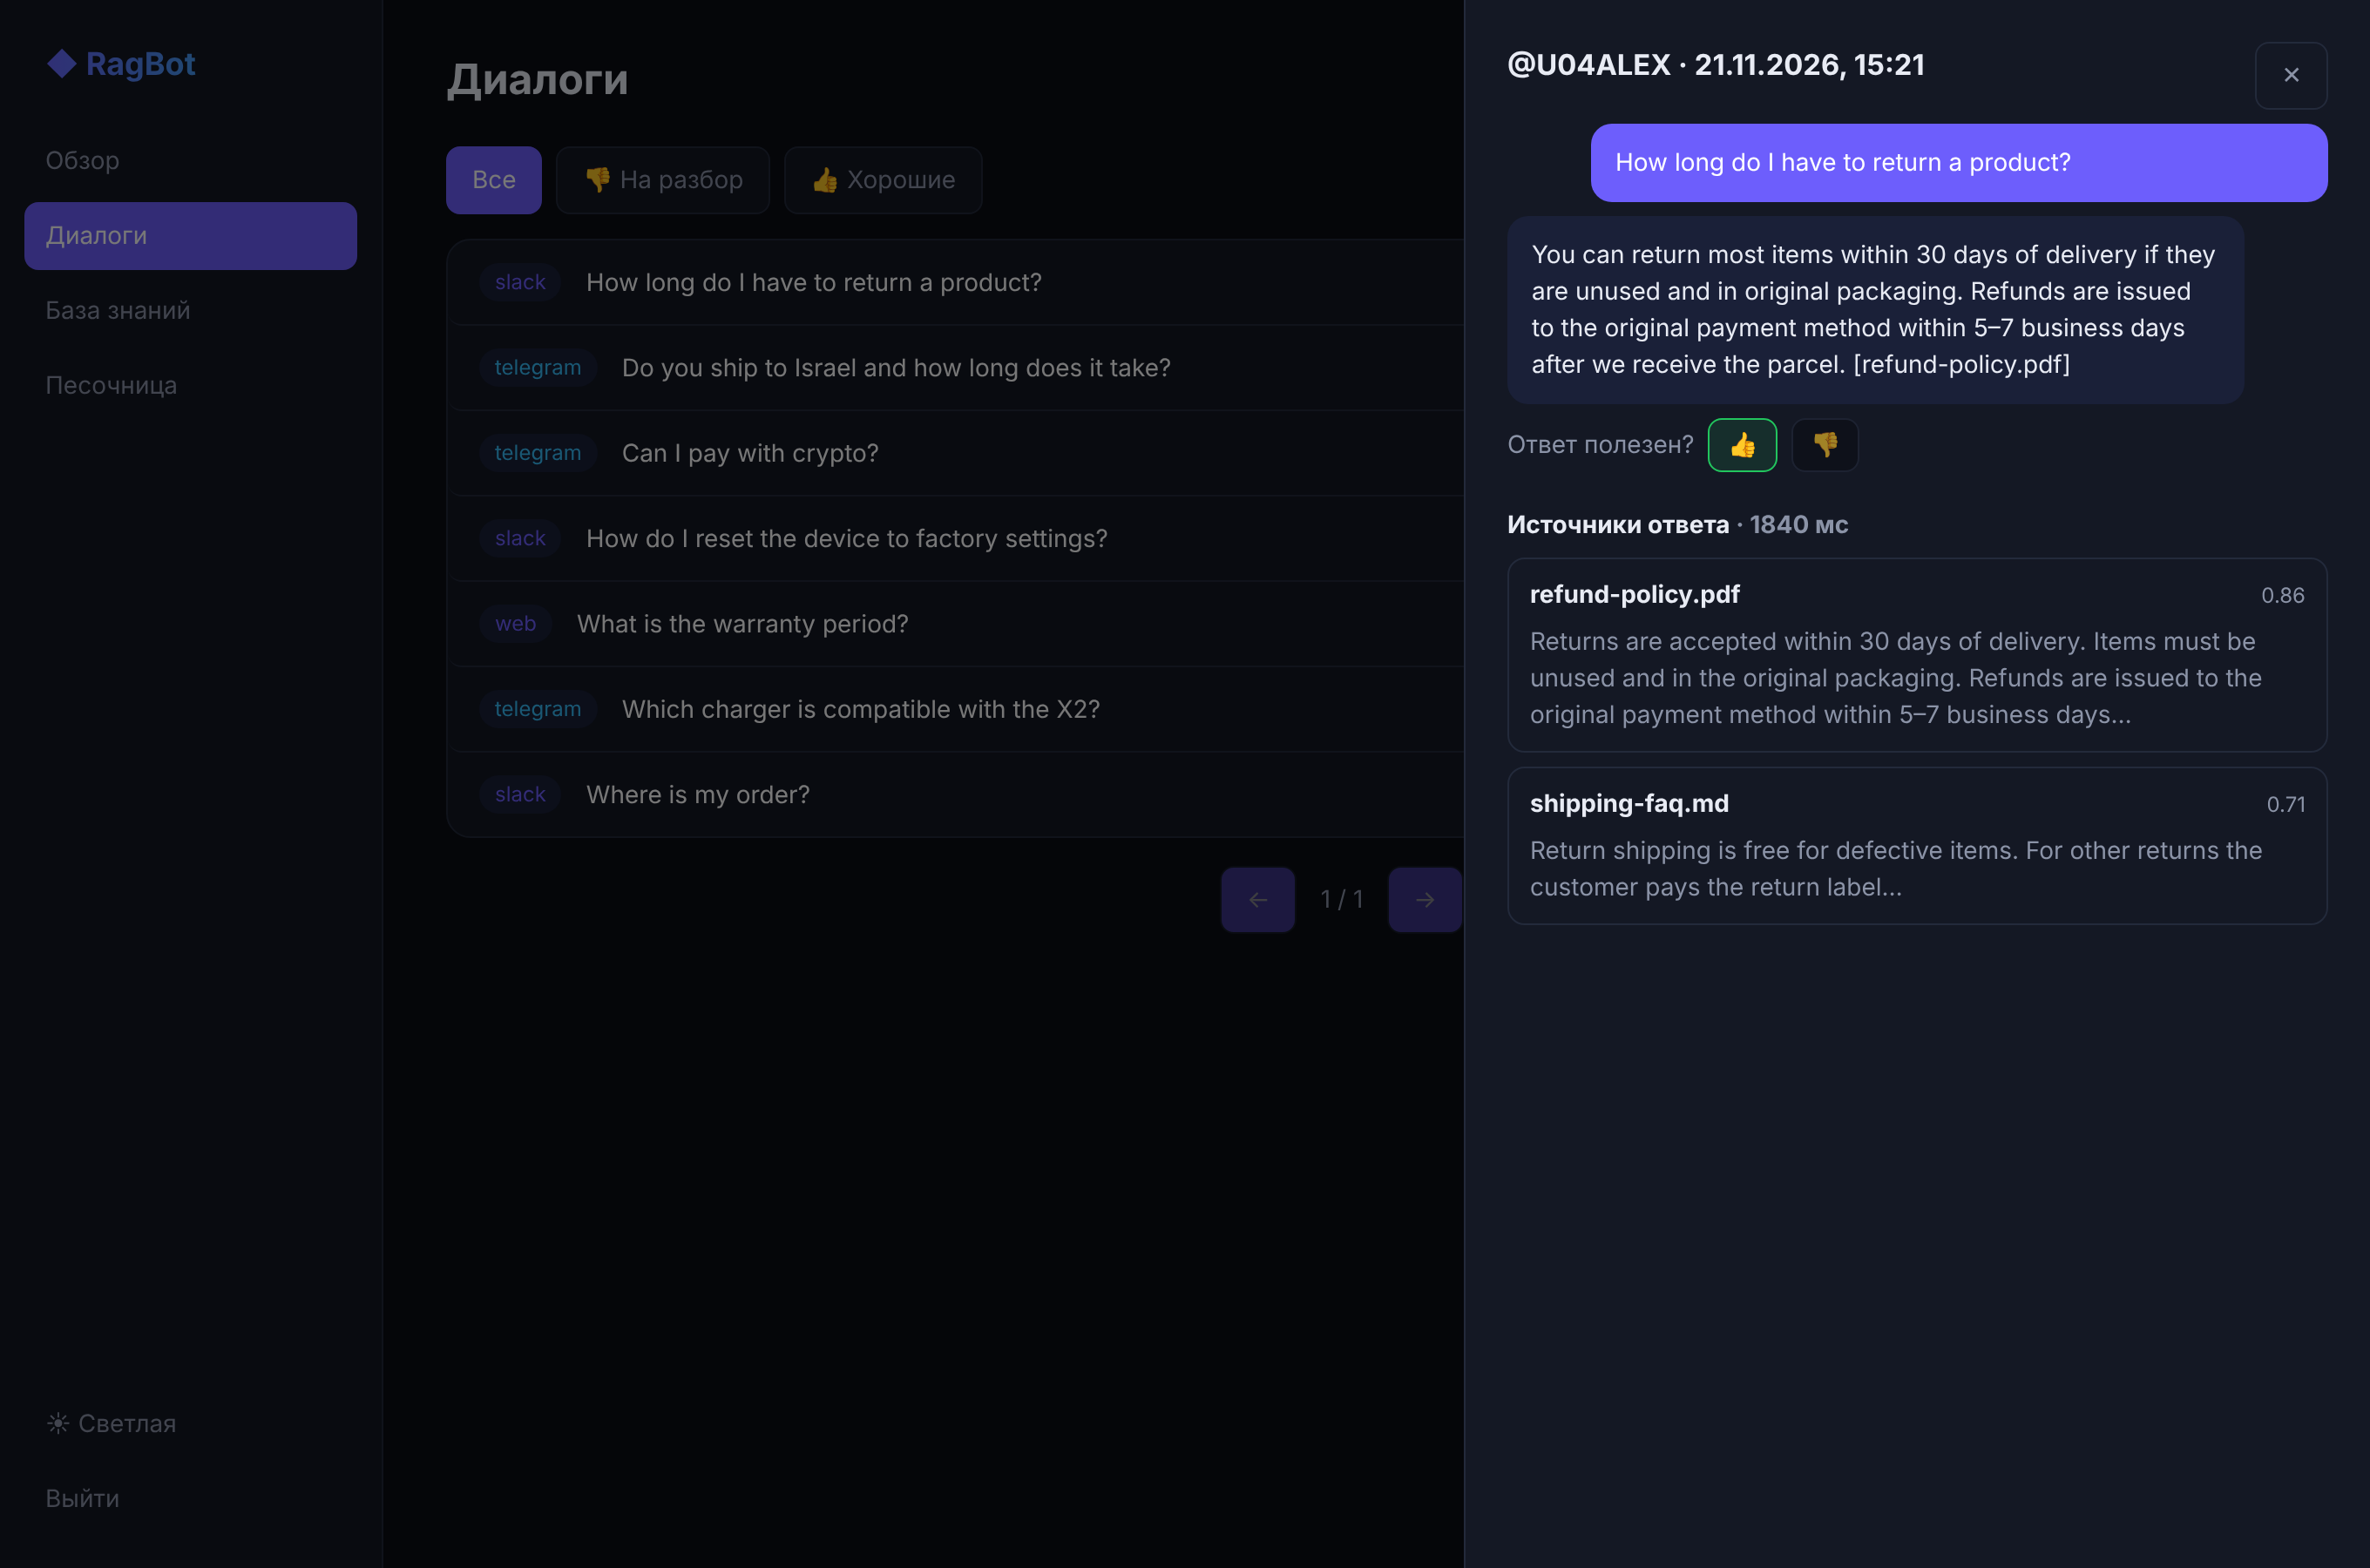 RagBot
Обзор
Диалоги
База знаний
Песочница
☀ Светлая
Выйти
Диалоги
Все
👎 На разбор
👍 Хорошие
slack How long do I have to return a product?
telegram Do you ship to Israel and how long does it take?
telegram Can I pay with crypto?
slack How do I reset the device to factory settings?
web What is the warranty period?
telegram Which charger is compatible with the X2?
slack Where is my order?
← 1 / 1 →
@U04ALEX · 21.11.2026, 15:21
✕
How long do I have to return a product?
You can return most items within 30 days of delivery if they
are unused and in original packaging. Refunds are issued
to the original payment method within 5–7 business days
after we receive the parcel. [refund-policy.pdf]
Ответ полезен? 👍 👎
Источники ответа · 1840 мс
refund-policy.pdf 0.86
Returns are accepted within 30 days of delivery. Items must be
unused and in the original packaging. Refunds are issued to the
original payment method within 5–7 business days...
shipping-faq.md 0.71
Return shipping is free for defective items. For other returns the
customer pays the return label...